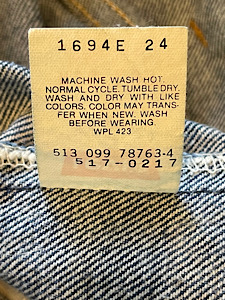 1694E 24
MACHINE WASH HOT.
NORMAL CYCLE. TUMBLE DRY.
WASH AND DRY WITH LIKE
COLORS. COLOR MAY TRANS-
FER WHEN NEW. WASH
BEFORE WEARING.
WPL 423
513 099 78763-4
517-0217